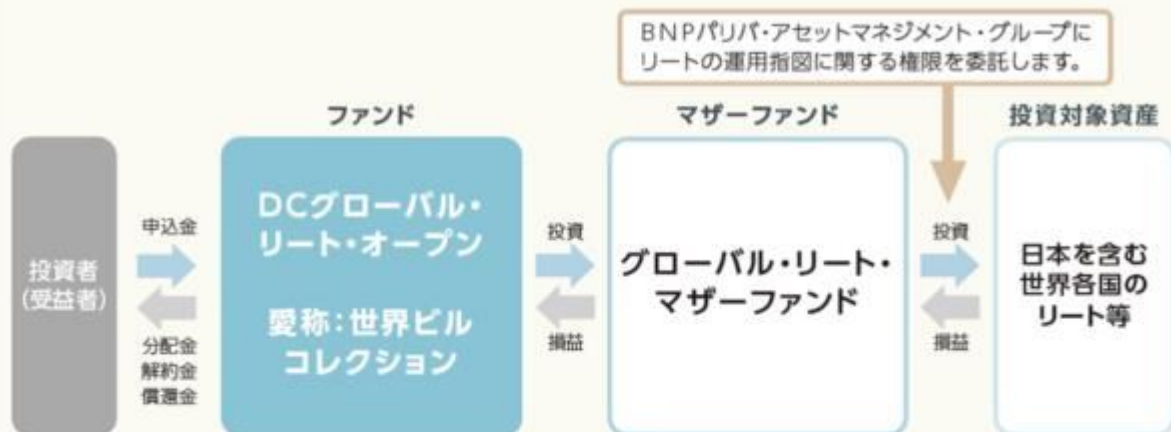 BNPパリバ・アセットマネジメント・グループに
リートの運用指図に関する権限を委託します。
ファンド
マザーファンド
投資対象資産
投資者
(受益者)
申込金
分配金
解約金
償還金
DCグローバル・
リート・オープン
愛称:世界ビル
コレクション
投資
損益
グローバル・リート・
マザーファンド
投資
損益
日本を含む
世界各国の
リート等